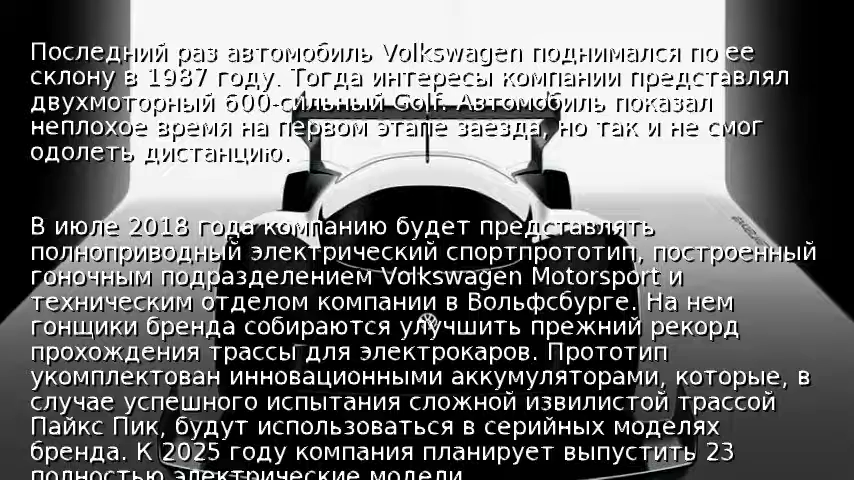 Последний раз автомобиль Volkswagen поднимался по ее
склону в 1987 году. Тогда интересы компании представлял
двухмоторный 600-сильный Golf. Автомобиль показал
неплохое время на первом этапе заезда, но так и не смог
одолеть дистанцию.
В июле 2018 года компанию будет представлять
полноприводный электрический спортпрототип, построенный
гоночным подразделением Volkswagen Motorsport и
техническим отделом компании в Вольфсбурге. На нем
гонщики бренда собираются улучшить прежний рекорд
прохождения трассы для электрокаров. Прототип
укомплектован инновационными аккумуляторами, которые, в
случае успешного испытания сложной извилистой трассой
Пайкс Пик, будут использоваться в серийных моделях
бренда. К 2025 году компания планирует выпустить 23
полностью электрические модели.